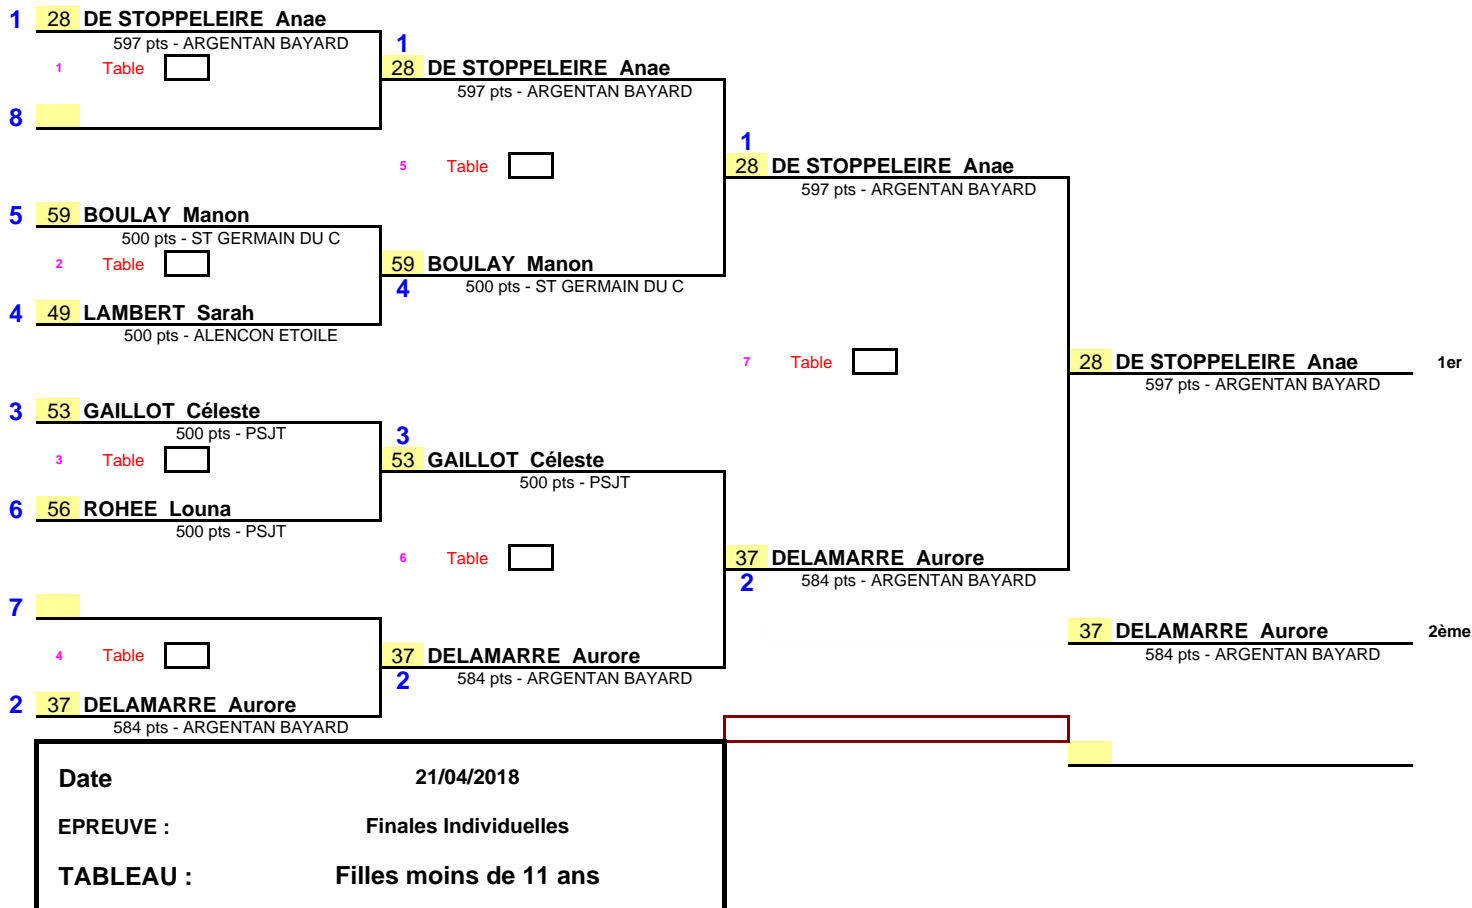 1 28 DE STOPPELEIRE Anae
597 pts - ARGENTAN BAYARD
1 Table
8
5 59 BOULAY Manon
500 pts - ST GERMAIN DU C
2 Table
4 49 LAMBERT Sarah
500 pts - ALENCON ETOILE
3 53 GAILLOT Céleste
500 pts - PSJT
3 Table
6 56 ROHEE Louna
500 pts - PSJT
7
4 Table
2 37 DELAMARRE Aurore
584 pts - ARGENTAN BAYARD
1
28 DE STOPPELEIRE Anae
597 pts - ARGENTAN BAYARD
5 Table
59 BOULAY Manon
4 500 pts - ST GERMAIN DU C
3
53 GAILLOT Céleste
500 pts - PSJT
6 Table
37 DELAMARRE Aurore
2 584 pts - ARGENTAN BAYARD
1
28 DE STOPPELEIRE Anae
597 pts - ARGENTAN BAYARD
7 Table
37 DELAMARRE Aurore
2 584 pts - ARGENTAN BAYARD
28 DE STOPPELEIRE Anae 1er
597 pts - ARGENTAN BAYARD
37 DELAMARRE Aurore 2ème
584 pts - ARGENTAN BAYARD
Date 21/04/2018
EPREUVE : Finales Individuelles
TABLEAU : Filles moins de 11 ans